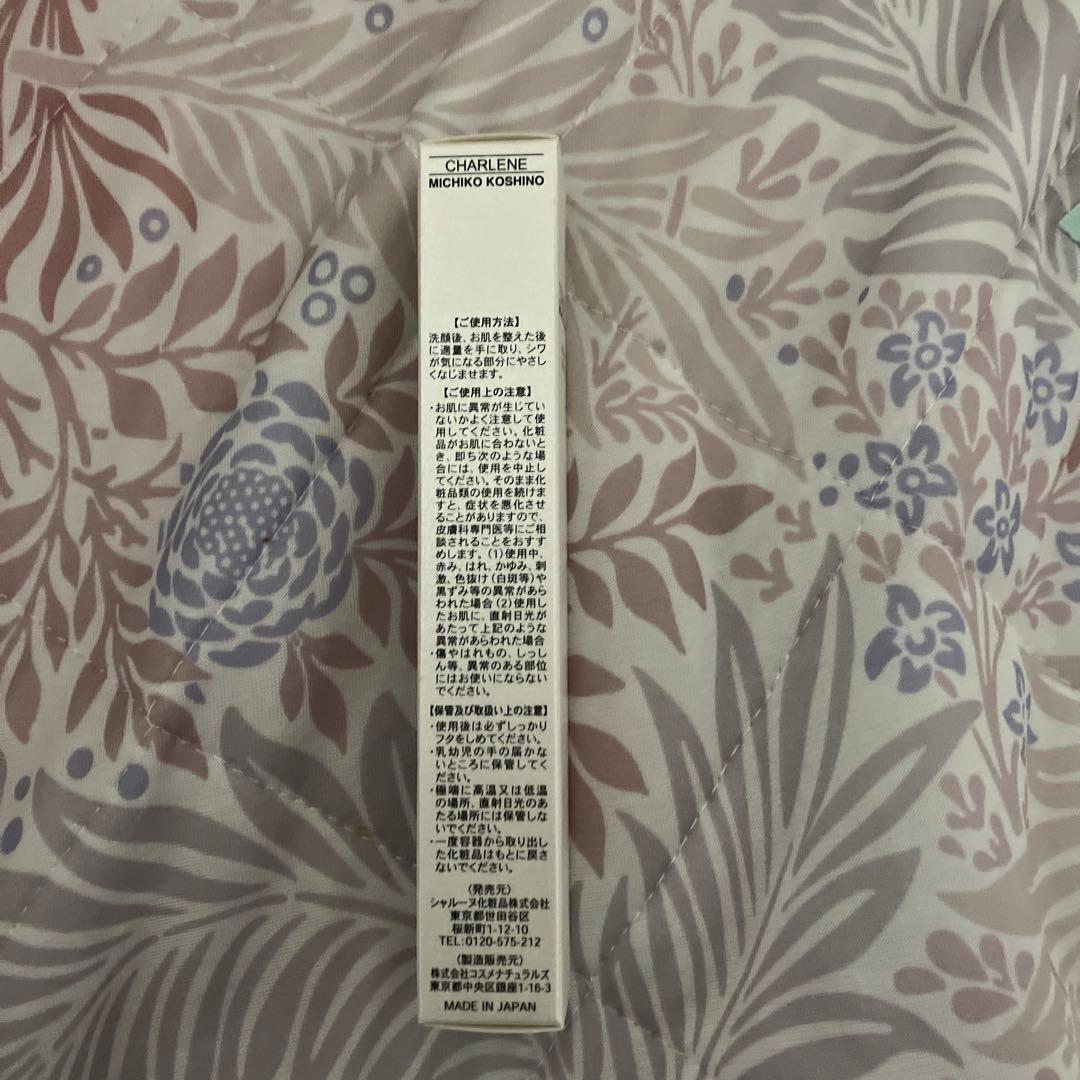 CHARLENE
MICHIKO KOSHINO
【ご使用方法】
洗顔後、お肌を整えた後
に適量を手に取り、シワ
が気になる部分にやさし
くなじませます。
【ご使用上の注意】
・お肌に異常が生じてい
ないかよく注意して使
用してください。化粧
品がお肌に合わないと
き、即ち次のような場
合には、使用を中止し
てください。そのまま化
粧品類の使用を続けま
すと、症状を悪化させ
ることがありますので、
皮膚科専門医等にご相
談されることをおすす
めします。(1)使用中、
赤み、はれ、かゆみ、刺
激、色抜け(白斑等)や
黒ずみ等の異常があら
われた場合(2)使用し
たお肌に、直射日光が
あたって上記のような
異常があらわれた場合
・傷やはれもの、しっし
ん等、異常のある部位
にはお使いにならない
でください。
【保管及び取扱い上の注意】
・使用後は必ずしっかり
フタをしめてください。
・乳幼児の手の届かな
いところに保管してく
ださい。
・極端に高温又は低温
の場所、直射日光のあ
たる場所には保管しな
いでください。
・一度容器から取り出し
た化粧品はもとに戻さ
ないでください。
〈発売元〉
シャルーヌ化粧品株式会社
東京都世田谷区
桜新町1-12-10
TEL:0120-575-212
〈製造販売元〉
株式会社コスメナチュラルズ
東京都中央区銀座1-16-3
MADE IN JAPAN